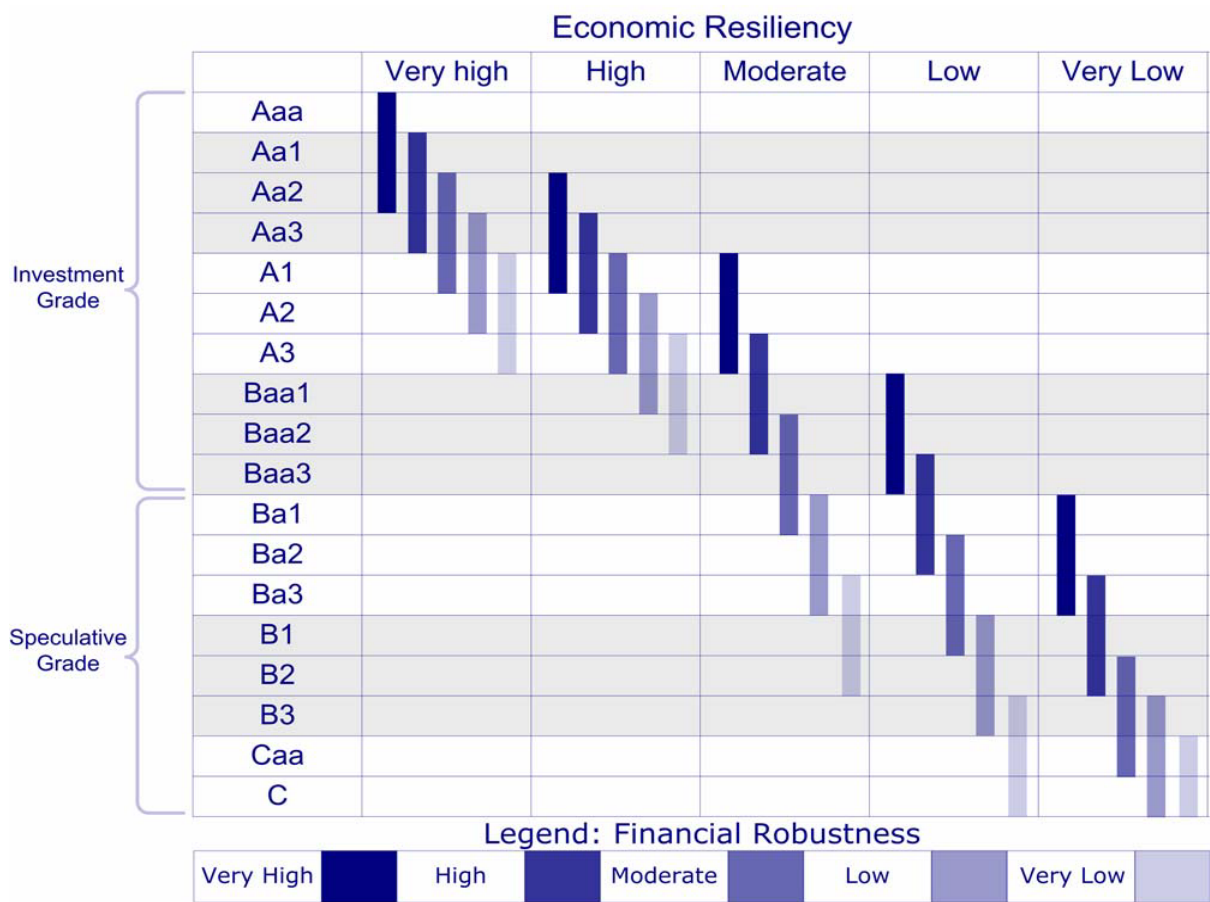 Economic Resiliency
Very high High Moderate Low Very Low
Aaa
Aa1
Aa2
Aa3
Investment
Grade
A1
A2
A3
Baa1
Baa2
Baa3
Ba1
Ba2
Ba3
Speculative
Grade
B1
B2
B3
Caa
C
Legend: Financial Robustness
Very High High Moderate Low Very Low